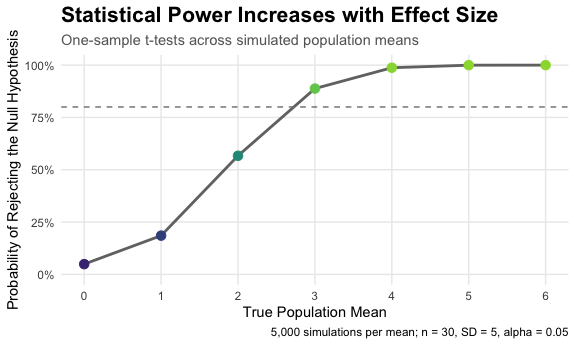 Statistical Power Increases with Effect Size
One-sample t-tests across simulated population means
Probability of Rejecting the Null Hypothesis
100%
75%
50%
25%
0%
0 1 2 3 4 5 6
True Population Mean
5,000 simulations per mean; n = 30, SD = 5, alpha = 0.05